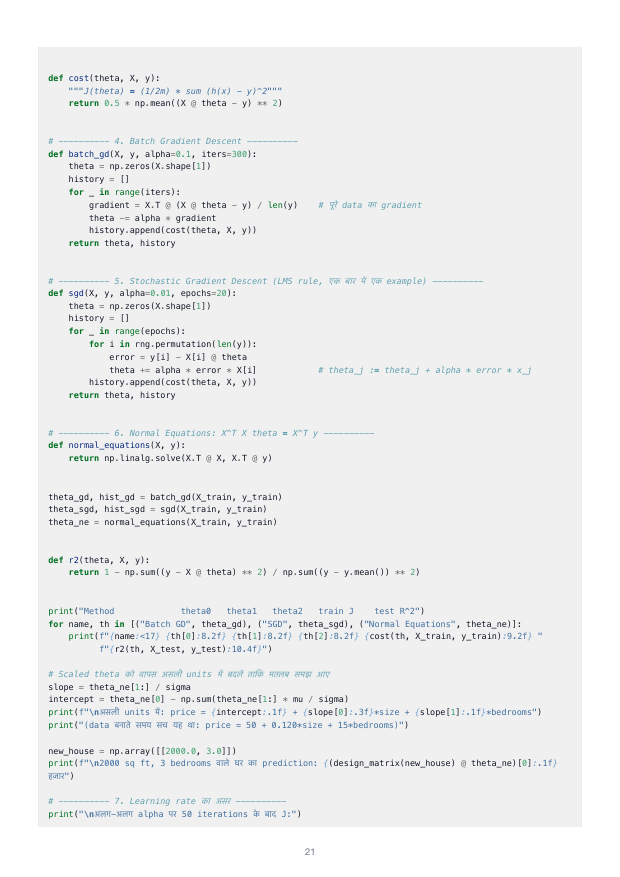 def cost(theta, X, y):
    """J(theta) = (1/2m) * sum (h(x) − y)^2"""
    return 0.5 * np.mean((X @ theta − y) ** 2)
# −−−−−−−−−− 4. Batch Gradient Descent −−−−−−−−−−
def batch_gd(X, y, alpha=0.1, iters=300):
    theta = np.zeros(X.shape[1])
    history = []
    for _ in range(iters):
        gradient = X.T @ (X @ theta − y) / len(y)    # पूरे data का gradient
        theta −= alpha * gradient
        history.append(cost(theta, X, y))
    return theta, history
# −−−−−−−−−− 5. Stochastic Gradient Descent (LMS rule, एक बार में एक example) −−−−−−−−−−
def sgd(X, y, alpha=0.01, epochs=20):
    theta = np.zeros(X.shape[1])
    history = []
    for _ in range(epochs):
        for i in rng.permutation(len(y)):
            error = y[i] − X[i] @ theta
            theta += alpha * error * X[i]            # theta_j := theta_j + alpha * error * x_j
        history.append(cost(theta, X, y))
    return theta, history
# −−−−−−−−−− 6. Normal Equations: X^T X theta = X^T y −−−−−−−−−−
def normal_equations(X, y):
    return np.linalg.solve(X.T @ X, X.T @ y)
theta_gd, hist_gd = batch_gd(X_train, y_train)
theta_sgd, hist_sgd = sgd(X_train, y_train)
theta_ne = normal_equations(X_train, y_train)
def r2(theta, X, y):
    return 1 − np.sum((y − X @ theta) ** 2) / np.sum((y − y.mean()) ** 2)
print("Method             theta0   theta1   theta2   train J    test R^2")
for name, th in [("Batch GD", theta_gd), ("SGD", theta_sgd), ("Normal Equations", theta_ne)]:
    print(f"{name:<17} {th[0]:8.2f} {th[1]:8.2f} {th[2]:8.2f} {cost(th, X_train, y_train):9.2f} "
          f"{r2(th, X_test, y_test):10.4f}")
# Scaled theta को वापस असली units में बदलें ताकि मतलब समझ आए
slope = theta_ne[1:] / sigma
intercept = theta_ne[0] − np.sum(theta_ne[1:] * mu / sigma)
print(f"\nअसली units में: price = {intercept:.1f} + {slope[0]:.3f}*size + {slope[1]:.1f}*bedrooms")
print("(data बनाते समय सच यह था: price = 50 + 0.120*size + 15*bedrooms)")
new_house = np.array([[2000.0, 3.0]])
print(f"\n2000 sq ft, 3 bedrooms वाले घर का prediction: {(design_matrix(new_house) @ theta_ne)[0]:.1f}
हजार")
# −−−−−−−−−− 7. Learning rate का असर −−−−−−−−−−
print("\nअलग−अलग alpha पर 50 iterations के बाद J:")
21